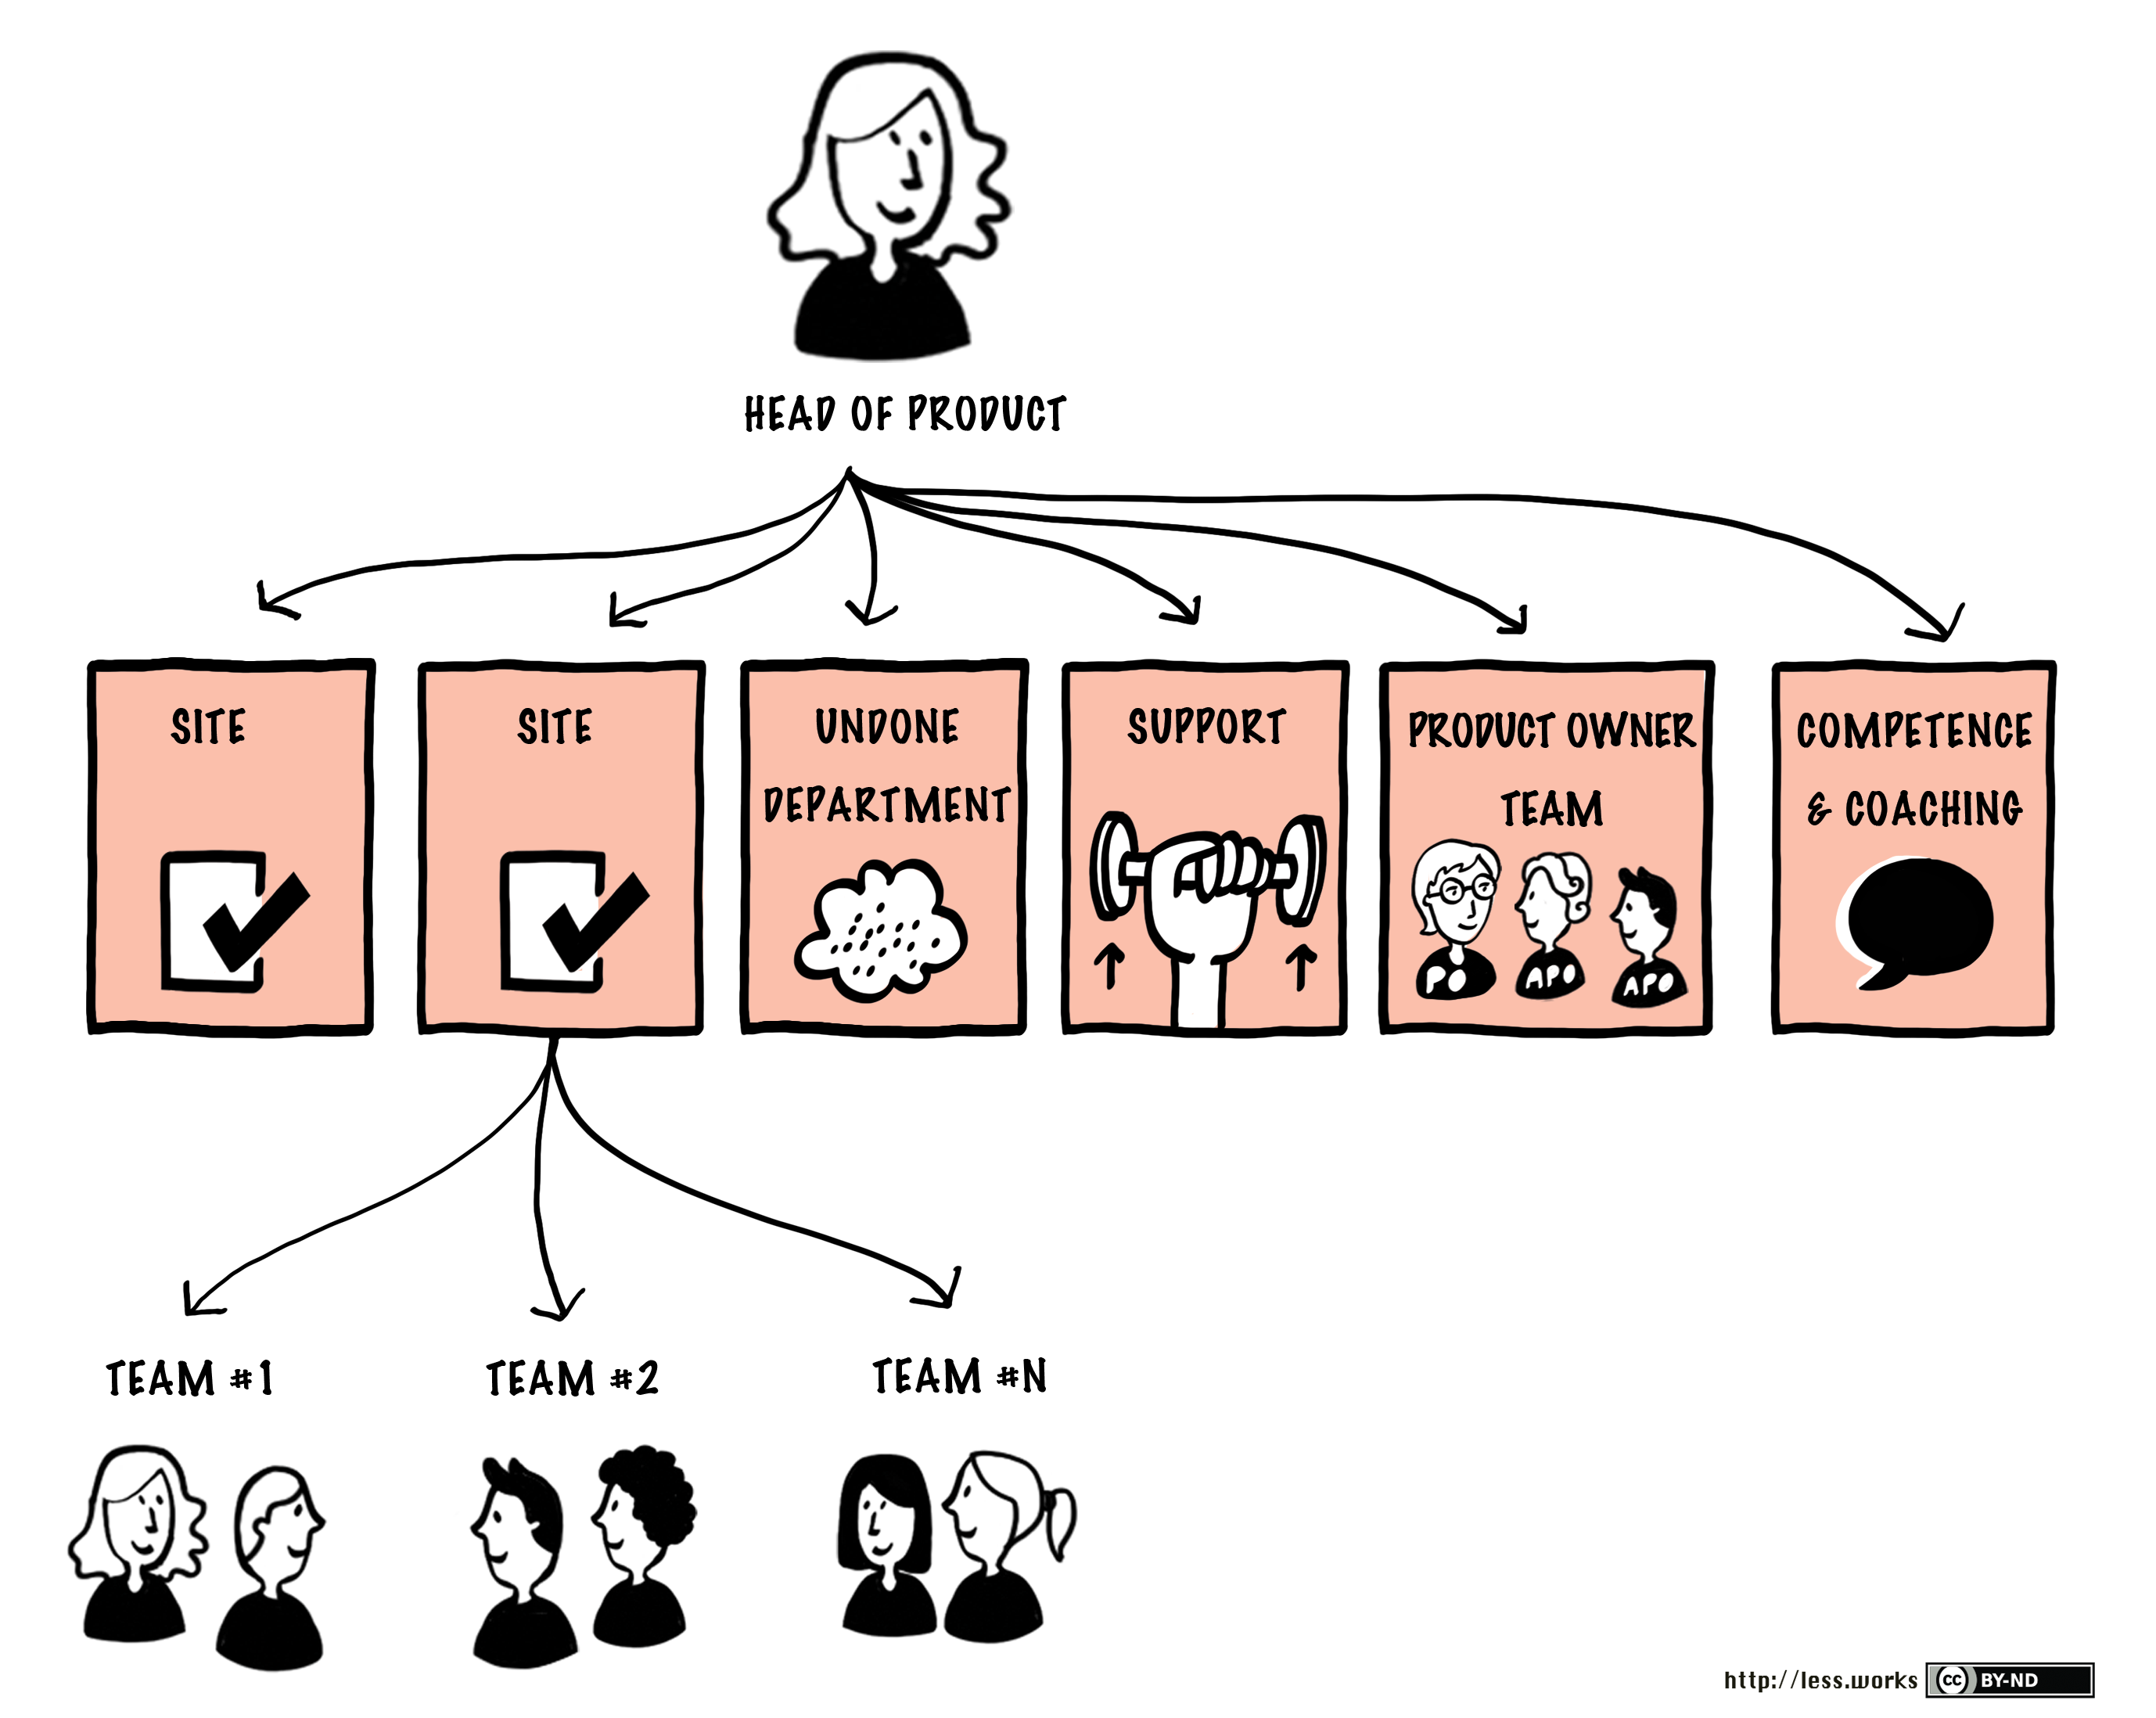 HEAD OF PRODUCT
SITE
SITE
UNDONE
DEPARTMENT
SUPPORT
PRODUCT OWNER
TEAM
PO
APO
APO
COMPETENCE
& COACHING
TEAM #1
TEAM #2
TEAM #N
http://less.works
cc BY-ND